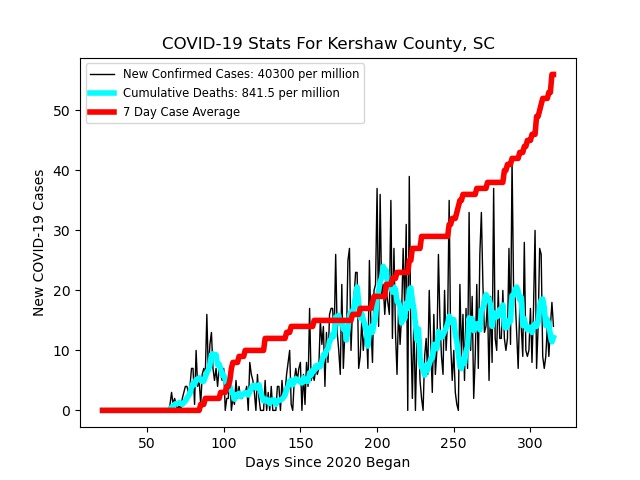 COVID-19 Stats For Kershaw County, SC
New Confirmed Cases: 40300 per million
Cumulative Deaths: 841.5 per million
7 Day Case Average
New COVID-19 Cases
50
40
30
20
10
0
50 100 150 200 250 300
Days Since 2020 Began